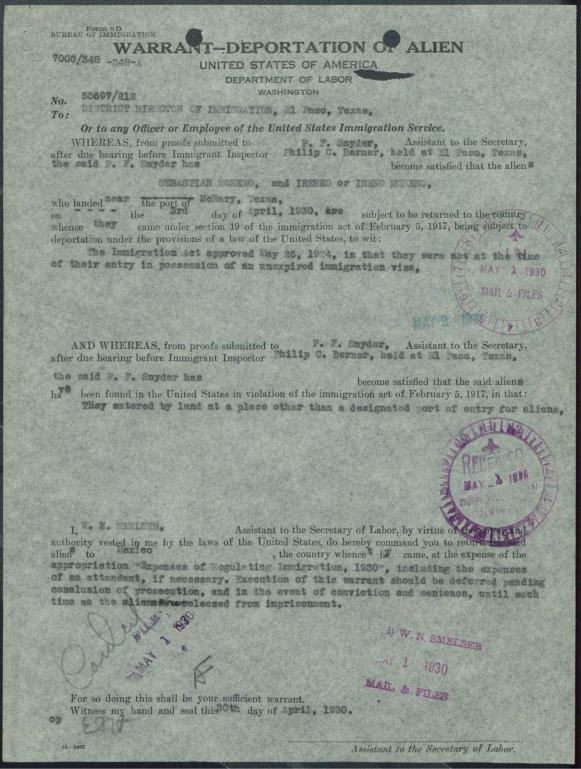 Form 8D
BUREAU OF IMMIGRATION
WARRANT—DEPORTATION OF ALIEN
7000/348 -348-A
UNITED STATES OF AMERICA
DEPARTMENT OF LABOR
WASHINGTON
No. 55697/212
To: DISTRICT DIRECTOR OF IMMIGRATION, El Paso, Texas,
Or to any Officer or Employee of the United States Immigration Service.
WHEREAS, from proofs submitted to P. F. Snyder, Assistant to the Secretary,
after due hearing before Immigrant Inspector Philip C. Berner, held at El Paso, Texas,
the said P. F. Snyder has become satisfied that the aliens
SEBASTIAN MORENO, and IRENEO or IRENO MORENO,
who landed near the port of McNary, Texas,
on - - - - the 3rd day of April, 1930, are subject to be returned to the country
whence they came under section 19 of the immigration act of February 5, 1917, being subject to
deportation under the provisions of a law of the United States, to wit:
The Immigration Act approved May 26, 1924, in that they were not at the time
of their entry in possession of an unexpired immigration visa,
IN
MAY 1 1930
MAIL & FILES
MAY 2
AND WHEREAS, from proofs submitted to P. F. Snyder, Assistant to the Secretary,
after due hearing before Immigrant Inspector Philip C. Berner, held at El Paso, Texas,
the said P. F. Snyder has become satisfied that the said aliens
have been found in the United States in violation of the immigration act of February 5, 1917, in that:
They entered by land at a place other than a designated port of entry for aliens,
RECEIVED
MAY
I, W. N. SMELSER, Assistant to the Secretary of Labor, by virtue of the power and
authority vested in me by the laws of the United States, do hereby command you to return the said
aliens to Mexico, the country whence they came, at the expense of the
appropriation "Expenses of Regulating Immigration, 1930", including the expenses
of an attendant, if necessary. Execution of this warrant should be deferred pending
conclusion of prosecution, and in the event of conviction and sentence, until such
time as the aliens are released from imprisonment.
MAY 1 1930
W. N. SMELSER
MAY 1 1930
MAIL & FILES
For so doing this shall be your sufficient warrant.
Witness my hand and seal this 30th day of April, 1930.
op
14—2407
Assistant to the Secretary of Labor.